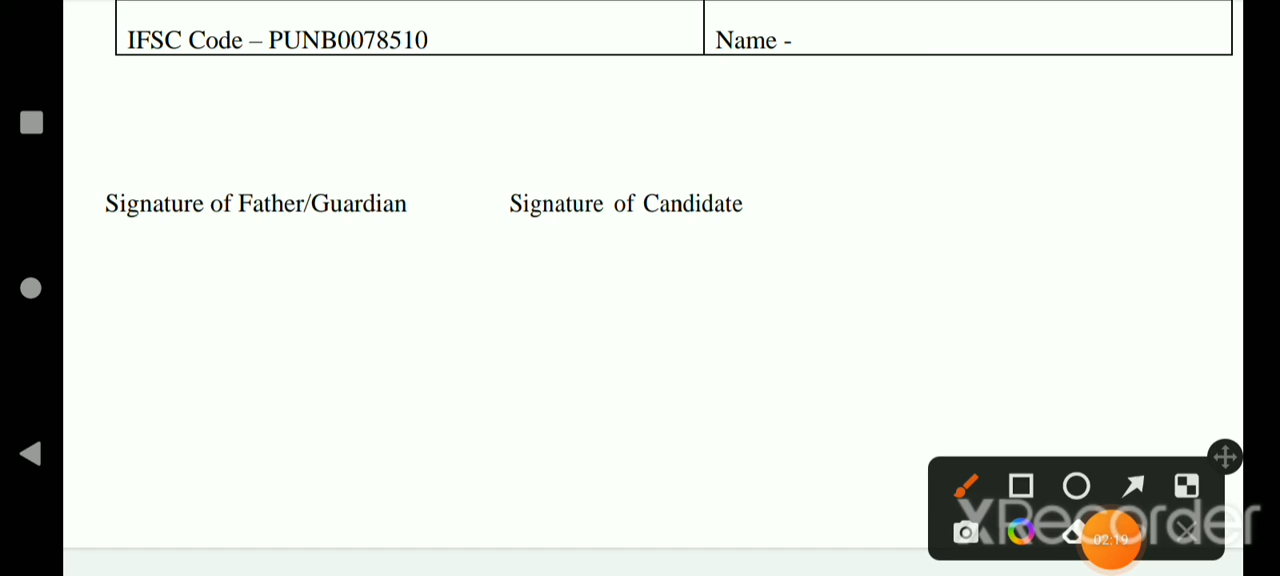 IFSC Code – PUNB0078510
Name -
Signature of Father/Guardian
Signature of Candidate
XRecorder
02:19